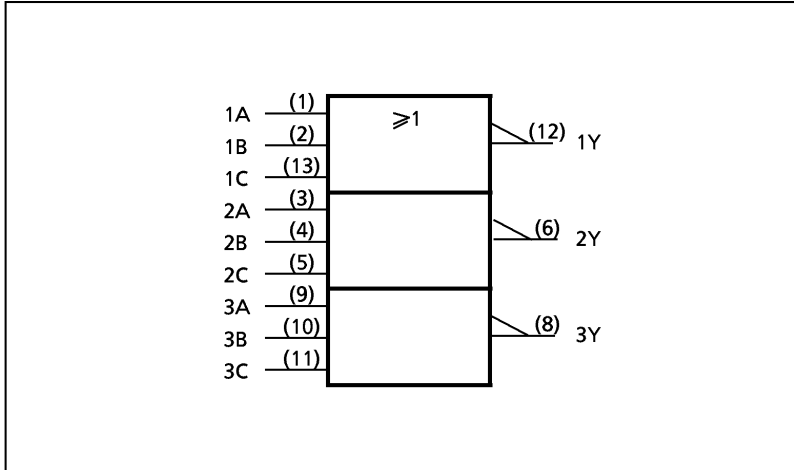 1A (1) ⩾1
1B (2) (12) 1Y
1C (13)
2A (3)
2B (4) (6) 2Y
2C (5)
3A (9)
3B (10) (8) 3Y
3C (11)